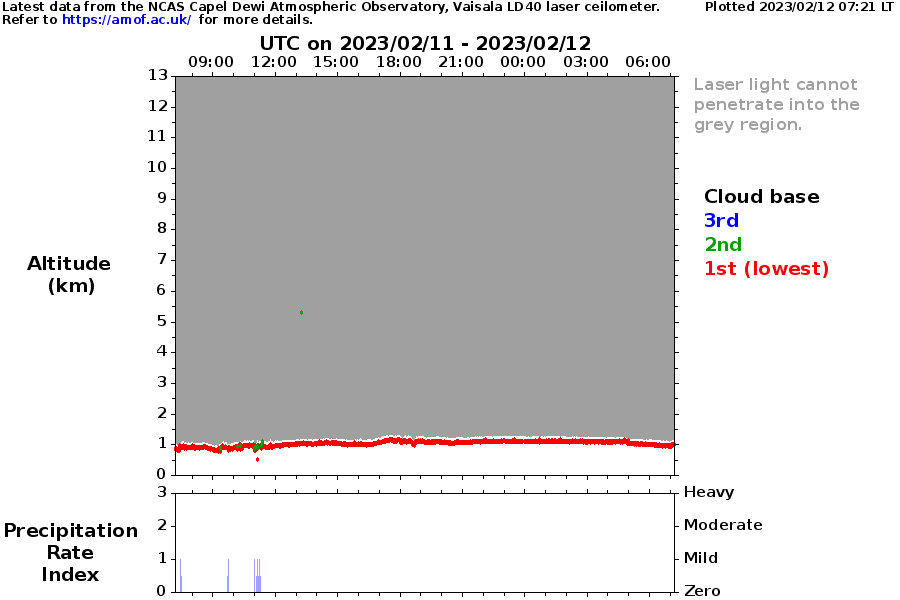 Latest data from the NCAS Capel Dewi Atmospheric Observatory, Vaisala LD40 laser ceilometer. Plotted 2023/02/12 07:21 LT
Refer to https://amof.ac.uk/ for more details.
UTC on 2023/02/11 - 2023/02/12
09:00 12:00 15:00 18:00 21:00 00:00 03:00 06:00
13
12
11
10
9
8
7
6
5
4
3
2
1
0
Altitude
(km)
Laser light cannot
penetrate into the
grey region.
Cloud base
3rd
2nd
1st (lowest)
3 Heavy
2 Moderate
1 Mild
0 Zero
Precipitation
Rate
Index